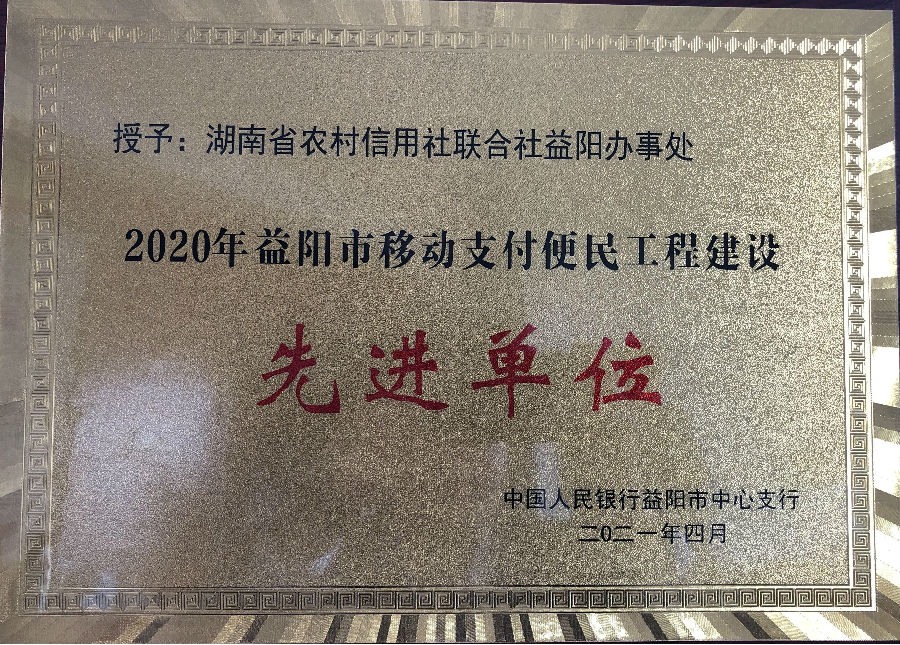 授予：湖南省农村信用社联合社益阳办事处
2020年益阳市移动支付便民工程建设
先进单位
中国人民银行益阳市中心支行
二0二一年四月